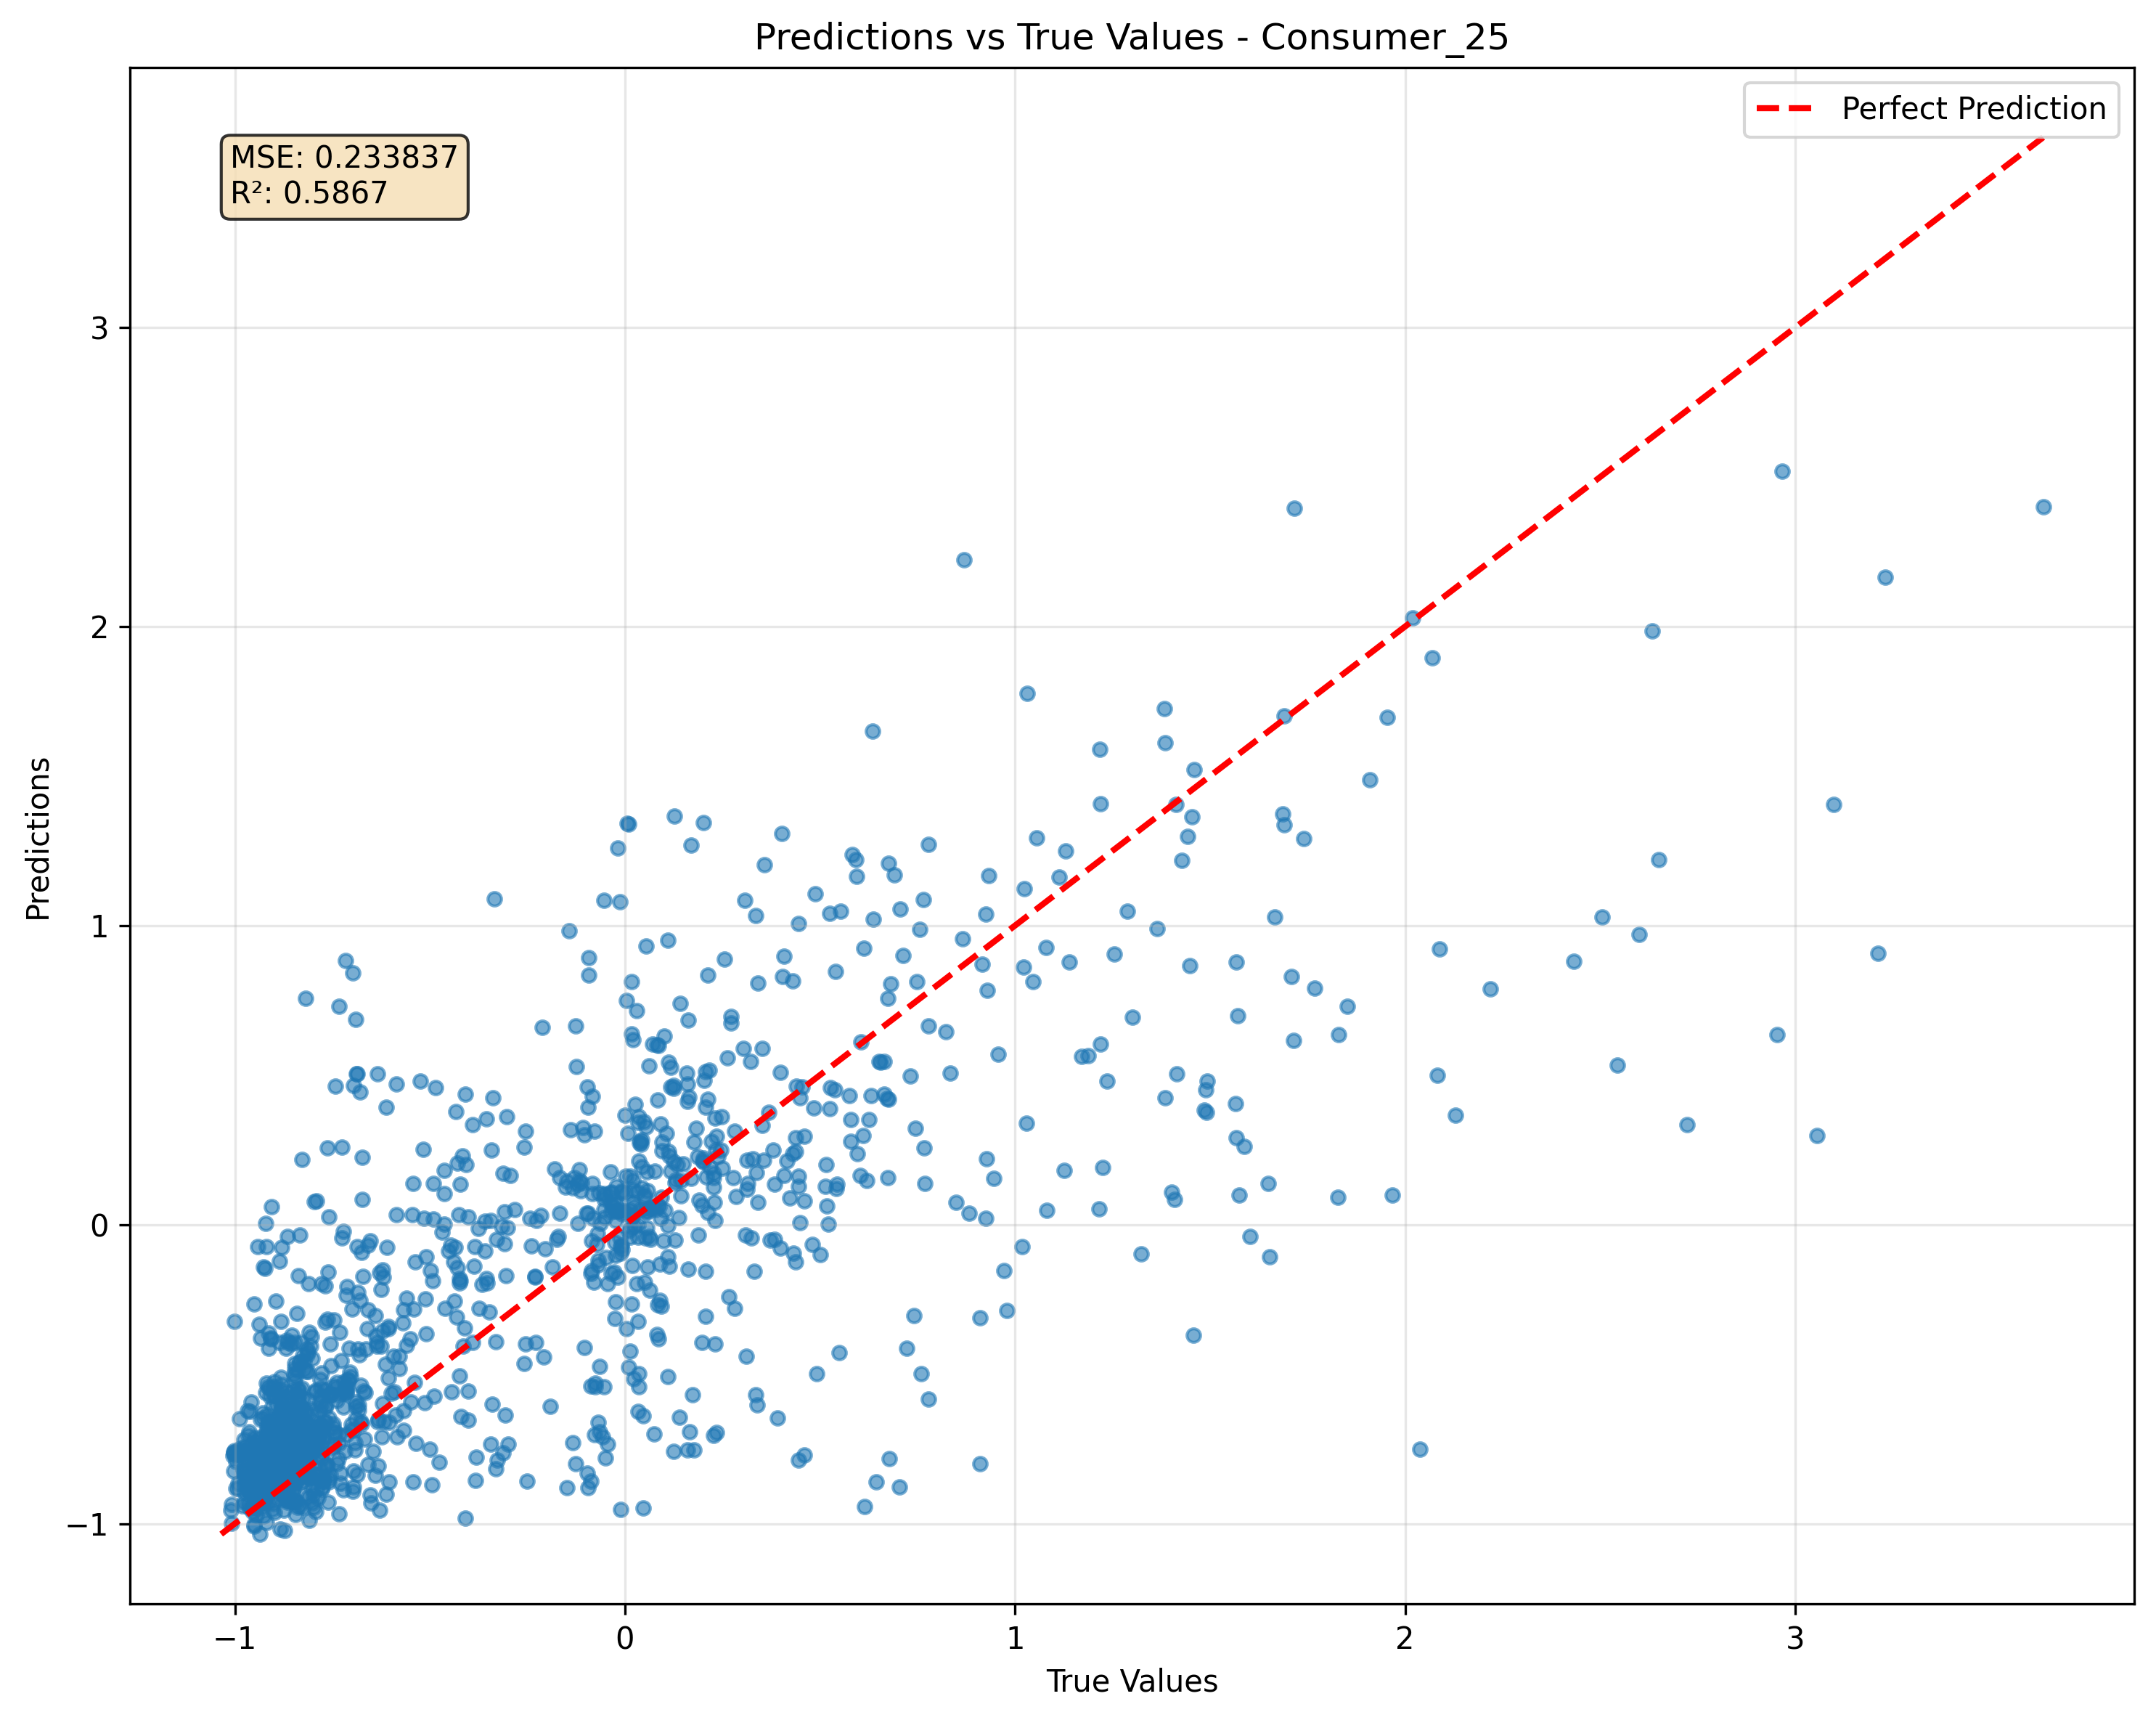 Predictions vs True Values - Consumer_25
Perfect Prediction
MSE: 0.233837
R²: 0.5867
3
2
1
0
−1
Predictions
−1
0
1
2
3
True Values